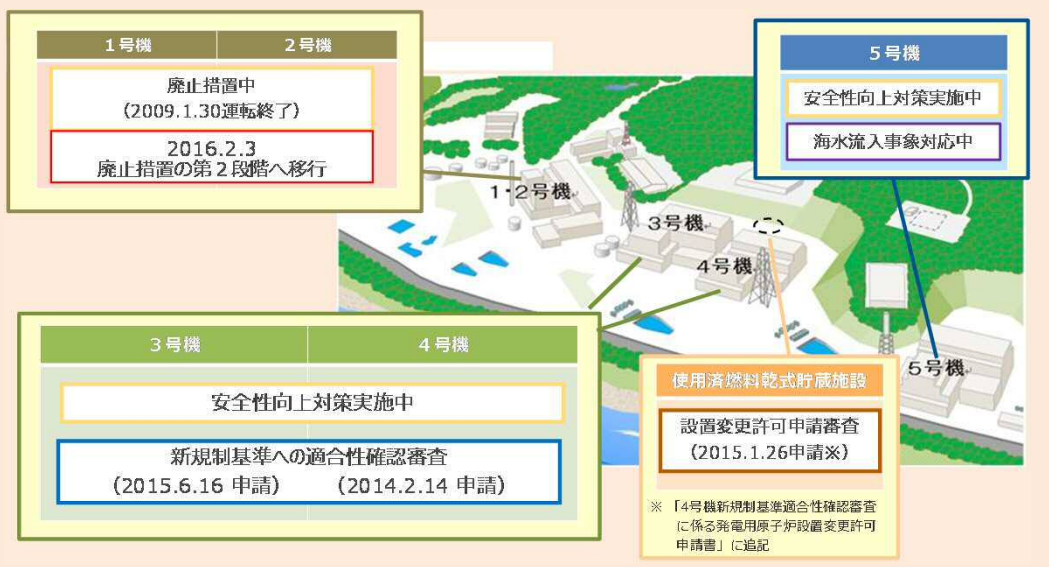 1号機 2号機
廃止措置中
(2009.1.30運転終了)
2016.2.3
廃止措置の第2段階へ移行
5号機
安全性向上対策実施中
海水流入事象対応中
1・2号機
3号機
4号機
5号機
3号機 4号機
安全性向上対策実施中
新規制基準への適合性確認審査
(2015.6.16 申請) (2014.2.14 申請)
使用済燃料乾式貯蔵施設
設置変更許可申請審査
(2015.1.26申請※)
※ 「4号機新規制基準適合性確認審査
に係る発電用原子炉設置変更許可
申請書」に追記